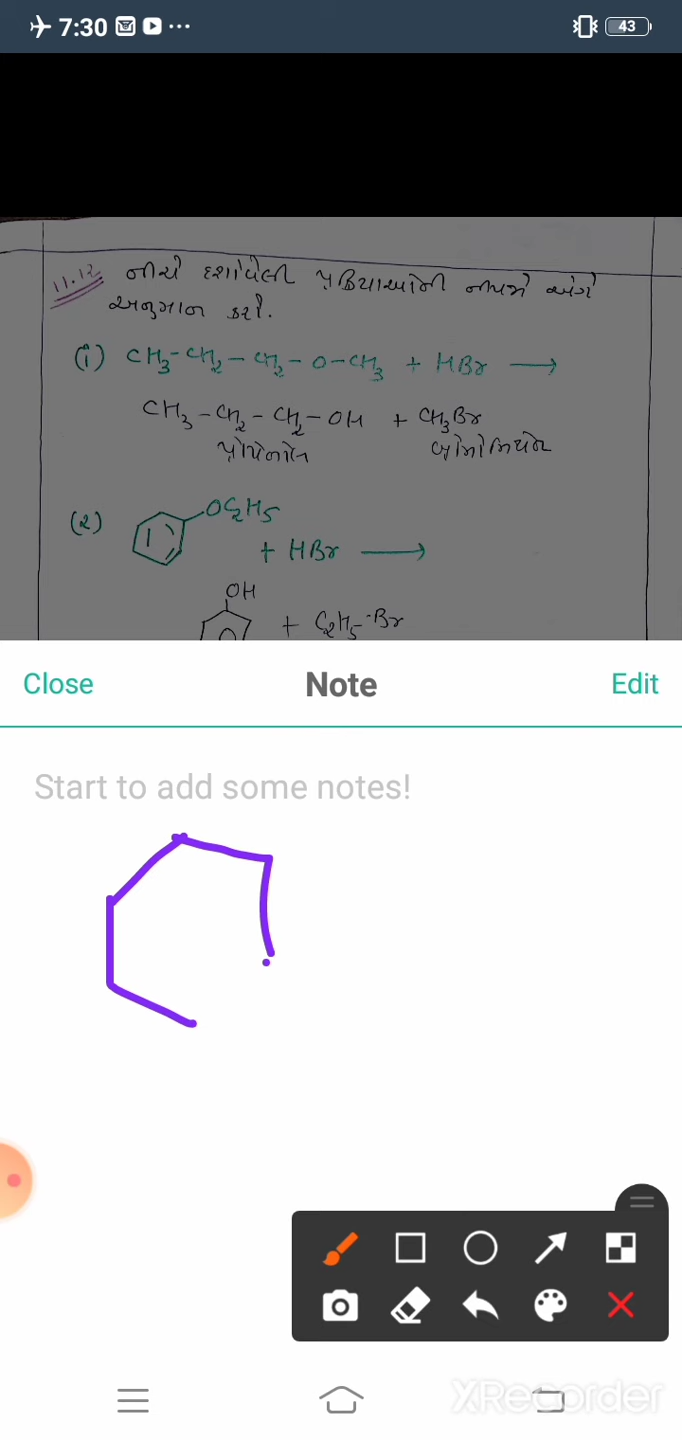 7:30
43
11.12 નીચે દર્શાવેલી પ્રક્રિયાઓની નીપજો અંગે
અનુમાન કરો.
(i) CH₃-CH₂-CH₂-O-CH₃ + HBr →
CH₃-CH₂-CH₂-OH + CH₃Br
પ્રોપેનોલ બ્રોમોમિથેન
(૨) OC₂H₅
+ HBr →
OH
+ C₂H₅-Br
Close Note Edit
Start to add some notes!
XRecorder